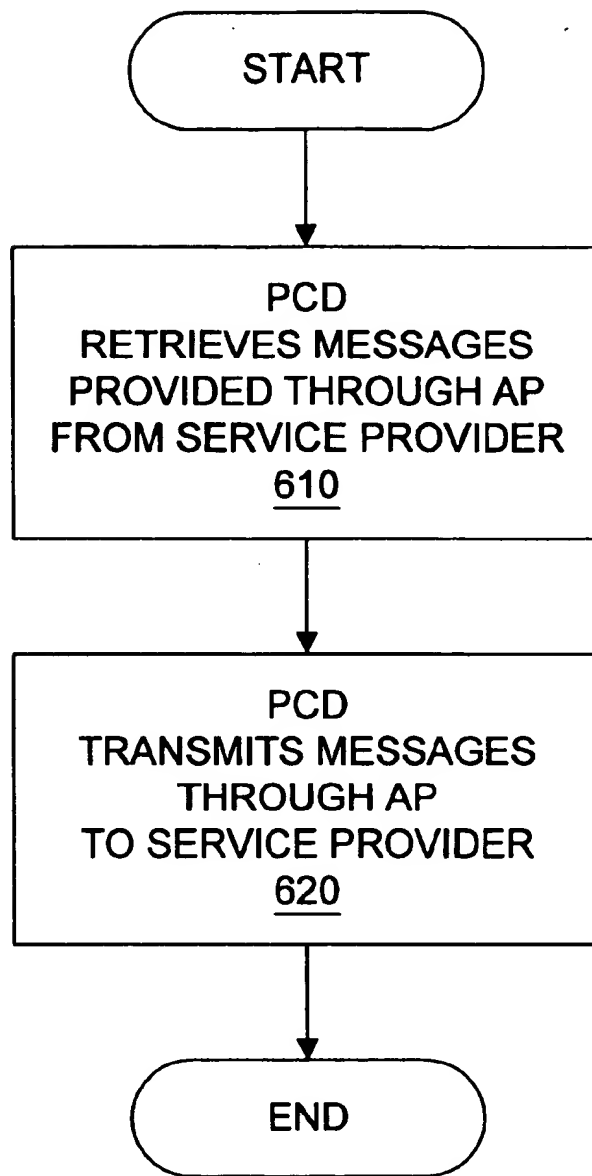 START
PCD
RETRIEVES MESSAGES
PROVIDED THROUGH AP
FROM SERVICE PROVIDER
610
PCD
TRANSMITS MESSAGES
THROUGH AP
TO SERVICE PROVIDER
620
END